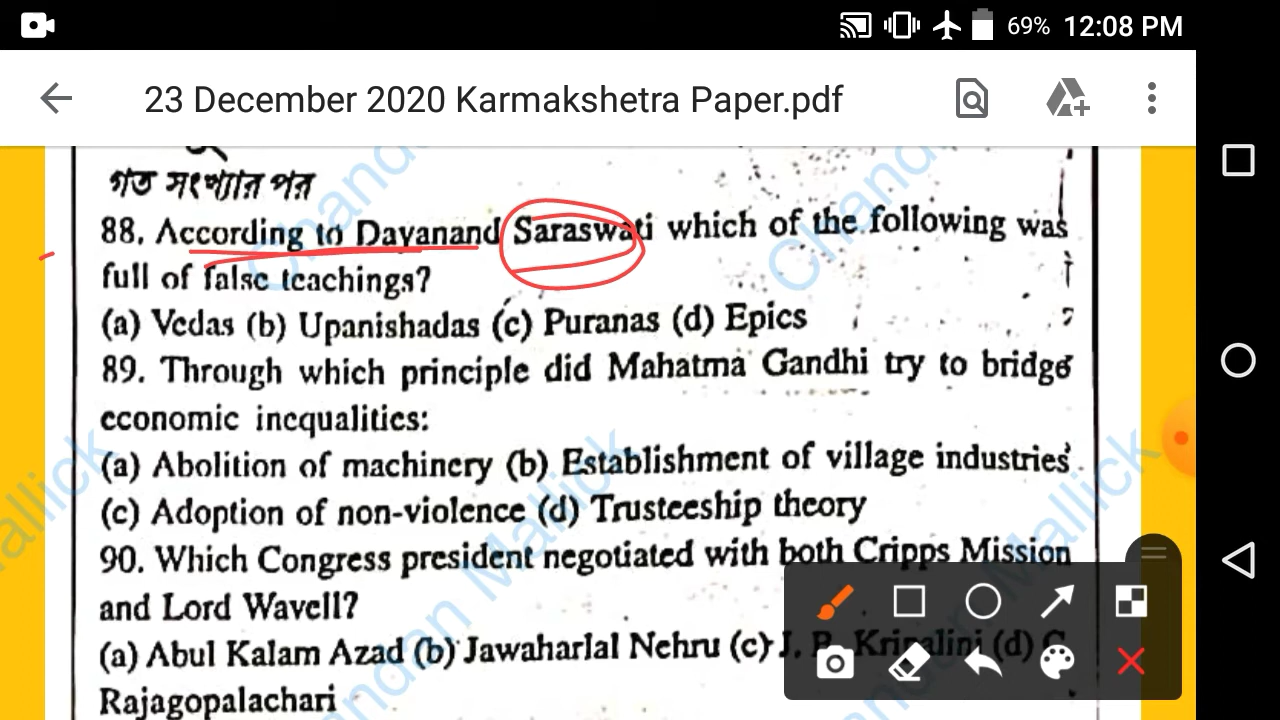 69% 12:08 PM
23 December 2020 Karmakshetra Paper.pdf
গত সংখ্যার পর
88. According to Dayanand Saraswati which of the following was
full of false teachings?
(a) Vedas (b) Upanishadas (c) Puranas (d) Epics
89. Through which principle did Mahatma Gandhi try to bridge
economic inequalities:
(a) Abolition of machinery (b) Establishment of village industries
(c) Adoption of non-violence (d) Trusteeship theory
90. Which Congress president negotiated with both Cripps Mission
and Lord Wavell?
(a) Abul Kalam Azad (b) Jawaharlal Nehru (c) J. B. Kripalini (d) C.
Rajagopalachari
Chandan Mallick